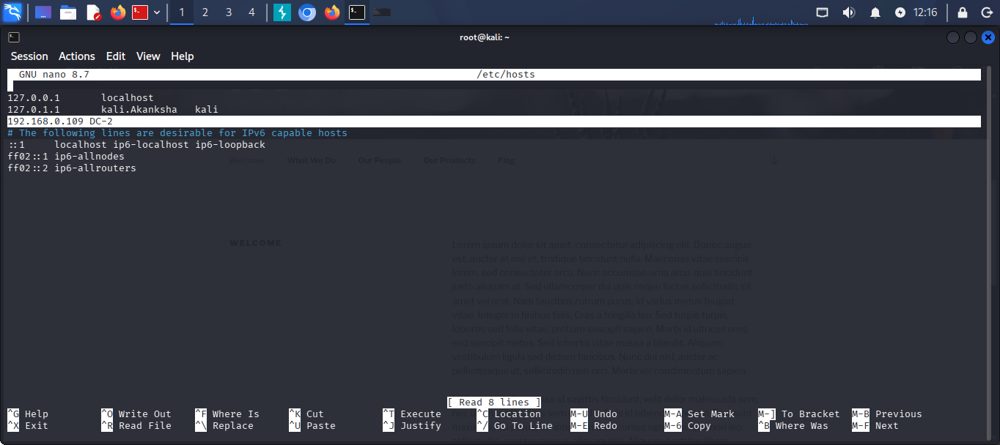 1 2 3 4 12:16
root@kali: ~
Session Actions Edit View Help
GNU nano 8.7 /etc/hosts
127.0.0.1 localhost
127.0.1.1 kali.Akanksha kali
192.168.0.109 DC-2
# The following lines are desirable for IPv6 capable hosts
::1 localhost ip6-localhost ip6-loopback
ff02::1 ip6-allnodes
ff02::2 ip6-allrouters
Welcome What We Do Our People Our Products Flag
WELCOME
Lorem ipsum dolor sit amet, consectetur adipiscing elit. Donec augue
est, auctor at nisi et, tristique tincidunt nulla. Maecenas vitae suscipit
lorem, sed consectetur arcu. Nunc accumsan urna arcu, quis tincidunt
justo aliquam at. Sed ullamcorper dui quis neque luctus sollicitudin sit
amet vel erat. Nam faucibus rutrum purus, id varius metus feugiat
vitae. Integer in finibus felis. Cras a fringilla leo. Sed turpis turpis,
lobortis sed felis vitae, pretium suscipit sapien. Morbi id ultrices eros,
sed suscipit metus. Sed lobortis vitae massa a blandit. Aliquam
vestibulum ligula sed dictum faucibus. Nunc dui nisl, auctor ac
pellentesque ut, sollicitudin non orci. Morbi vel condimentum sapien.
[ Read 8 lines ]
id sagittis tincidunt, velit dolor malesuada sem,
^G Help ^O Write Out ^F Where Is ^K Cut ^T Execute ^C Location M-U Undo M-A Set Mark M-] To Bracket M-B Previous
^X Exit ^R Read File ^\ Replace ^U Paste ^J Justify ^/ Go To Line M-E Redo M-6 Copy ^B Where Was M-F Next